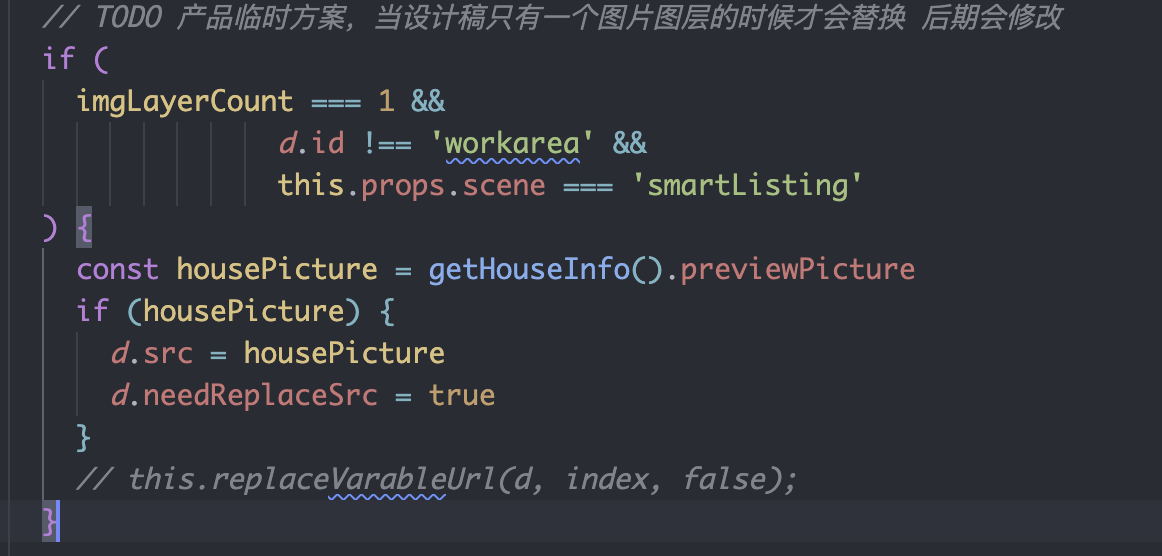 // TODO 产品临时方案，当设计稿只有一个图片图层的时候才会替换 后期会修改
if (
imgLayerCount === 1 &&
d.id !== 'workarea' &&
this.props.scene === 'smartListing'
) {
const housePicture = getHouseInfo().previewPicture
if (housePicture) {
d.src = housePicture
d.needReplaceSrc = true
}
// this.replaceVarableUrl(d, index, false);
}